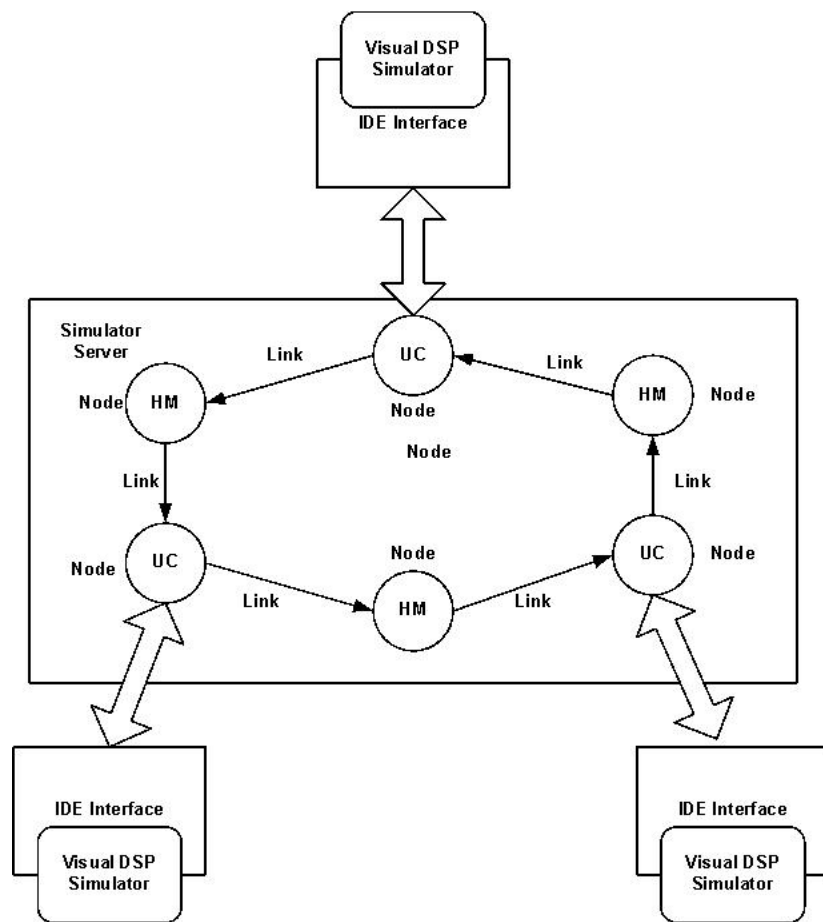 Visual DSP
Simulator
IDE Interface
Simulator
Server
Link
UC
Link
Node
HM
Node
HM
Node
Node
Link
Link
Node
UC
Node
UC
Node
Link
HM
Link
IDE Interface
Visual DSP
Simulator
IDE Interface
Visual DSP
Simulator